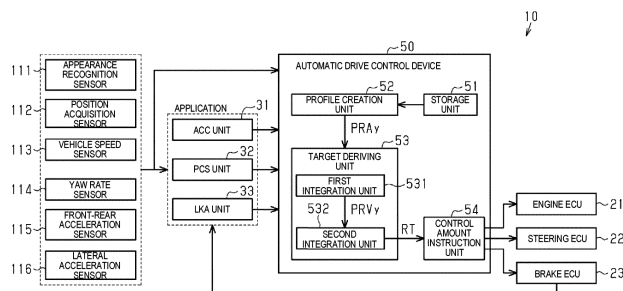 10
50
111
APPEARANCE
RECOGNITION
SENSOR
112
POSITION
ACQUISITION
SENSOR
113
VEHICLE SPEED
SENSOR
114
YAW RATE
SENSOR
115
FRONT-REAR
ACCELERATION
SENSOR
116
LATERAL
ACCELERATION
SENSOR
APPLICATION
31
ACC UNIT
32
PCS UNIT
33
LKA UNIT
AUTOMATIC DRIVE CONTROL DEVICE
52
51
PROFILE CREATION
UNIT
STORAGE
UNIT
PRAy
53
TARGET DERIVING
UNIT
FIRST
INTEGRATION UNIT
531
PRVy
532
SECOND
INTEGRATION UNIT
RT
54
CONTROL
AMOUNT
INSTRUCTION
UNIT
ENGINE ECU
21
STEERING ECU
22
BRAKE ECU
23